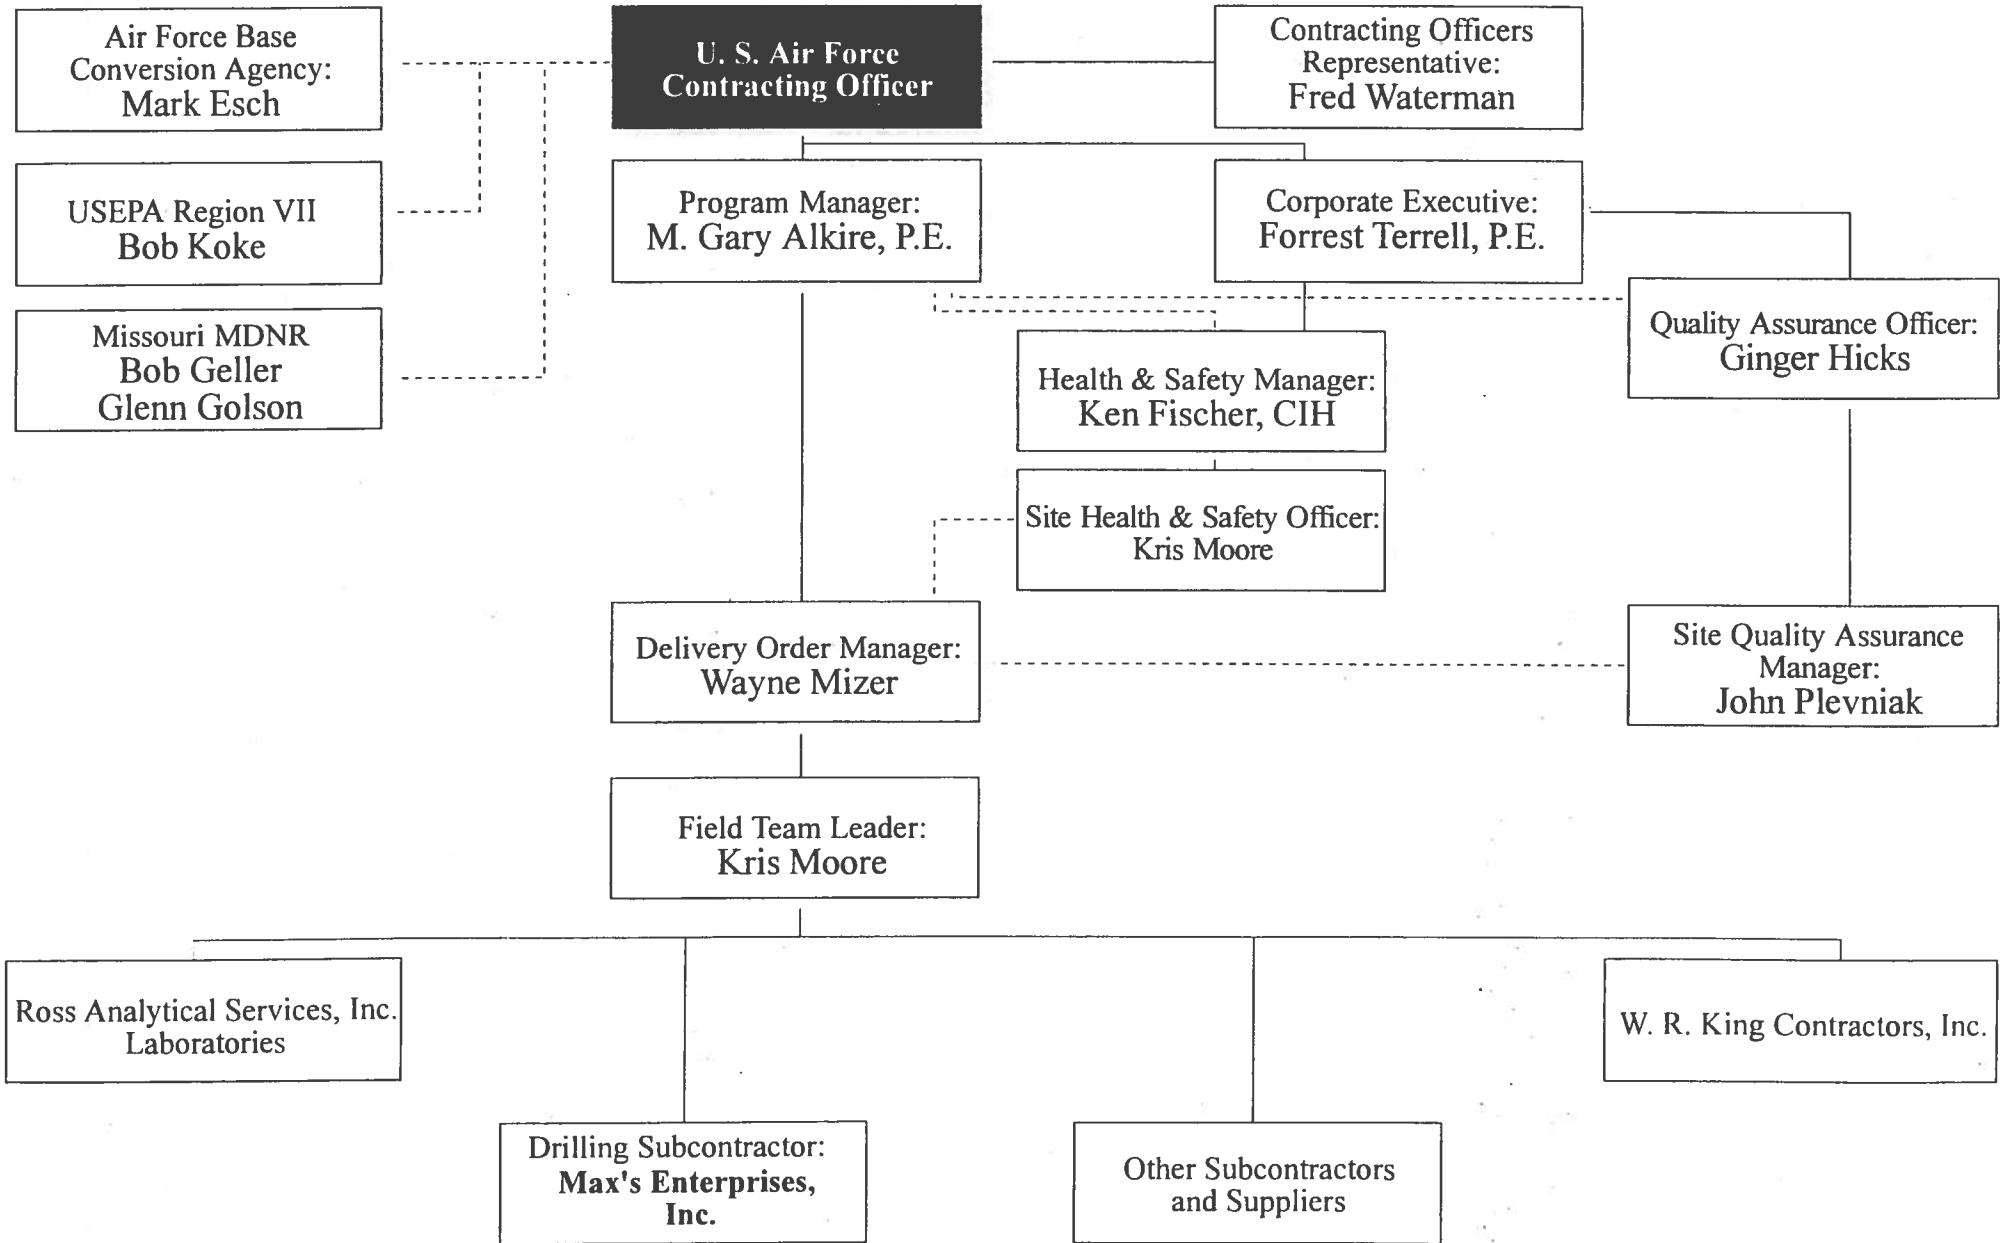 Air Force Base
Conversion Agency:
Mark Esch
U. S. Air Force
Contracting Officer
Contracting Officers
Representative:
Fred Waterman
USEPA Region VII
Bob Koke
Program Manager:
M. Gary Alkire, P.E.
Corporate Executive:
Forrest Terrell, P.E.
Missouri MDNR
Bob Geller
Glenn Golson
Quality Assurance Officer:
Ginger Hicks
Health & Safety Manager:
Ken Fischer, CIH
Site Health & Safety Officer:
Kris Moore
Delivery Order Manager:
Wayne Mizer
Site Quality Assurance
Manager:
John Plevniak
Field Team Leader:
Kris Moore
Ross Analytical Services, Inc.
Laboratories
W. R. King Contractors, Inc.
Drilling Subcontractor:
Max's Enterprises,
Inc.
Other Subcontractors
and Suppliers